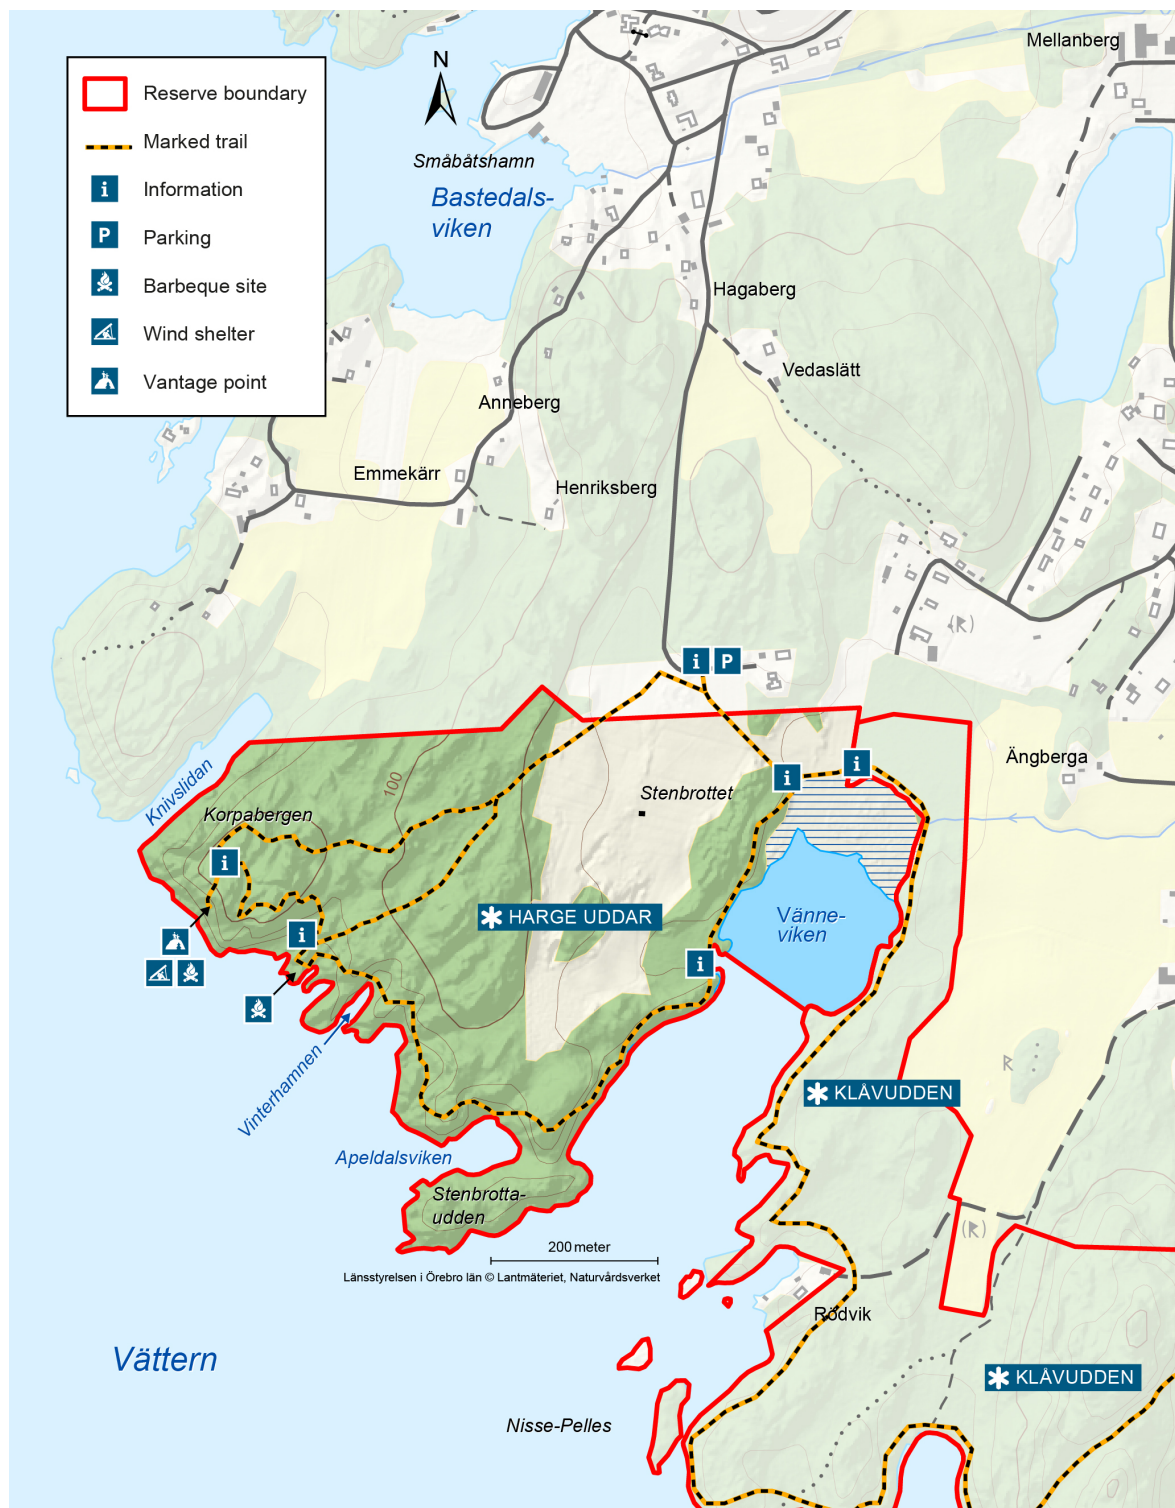 Mellanberg
Reserve boundary
Marked trail
Information
Parking
Barbeque site
Wind shelter
Vantage point
N
Småbåtshamn
Bastedals-
viken
Hagaberg
Vedaslätt
Anneberg
Emmekärr
Henriksberg
(R)
i
P
Ängberga
Knivslidan
100
Korpabergen
Stenbrottet
i
i
i
HARGE UDDAR
Vänne-
viken
i
i
Vinterhamnen
R
KLÅVUDDEN
Apeldalsviken
Stenbrotta-
udden
(R)
200 meter
Länsstyrelsen i Örebro län © Lantmäteriet, Naturvårdsverket
Rödvik
Vättern
KLÅVUDDEN
Nisse-Pelles